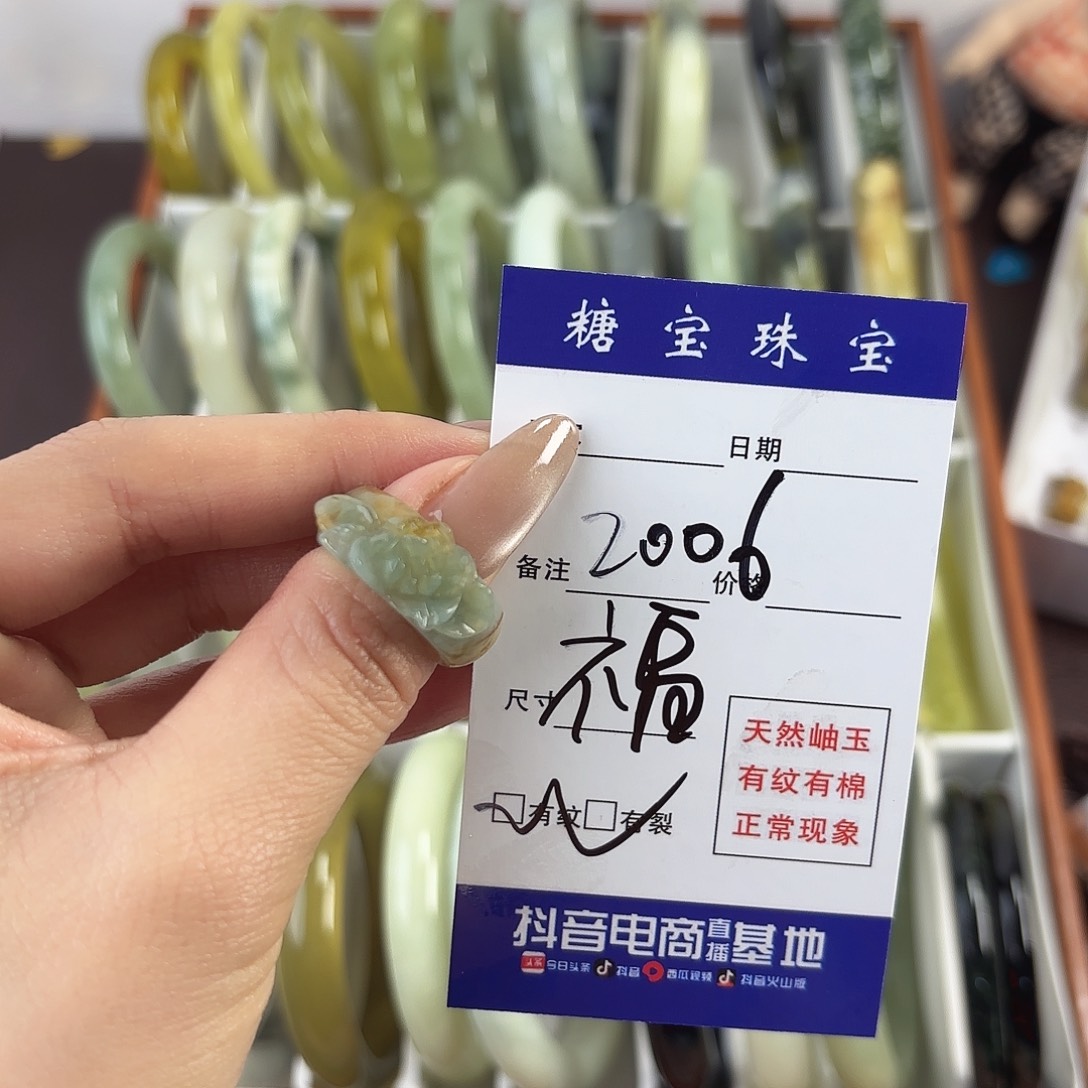 糖宝珠宝
日期
2006
备注 价
福
尺寸
有纹 有裂
天然岫玉
有纹有棉
正常现象
抖音电商直播基地
今日头条 抖音 西瓜视频 抖音火山版